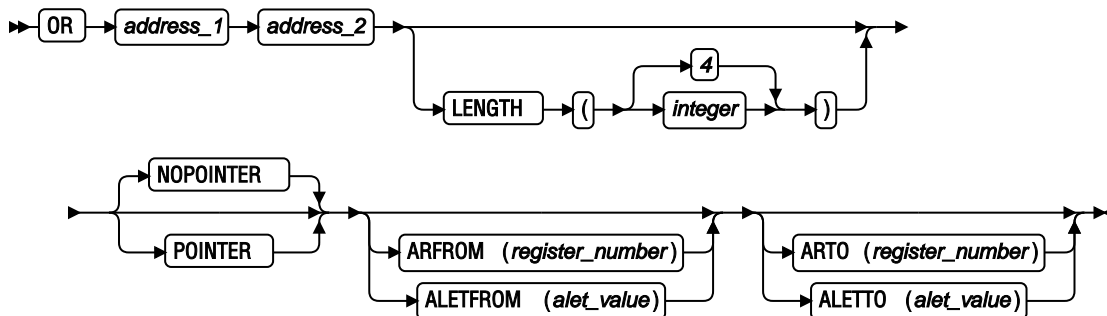 OR address_1 address_2
4
LENGTH ( integer )
NOPOINTER
POINTER
ARFROM (register_number) ARTO (register_number)
ALETFROM (alet_value) ALETTO (alet_value)